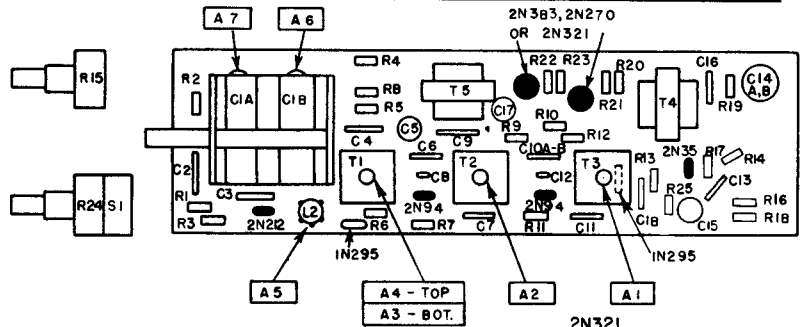 A7
A6
2N383, 2N270
OR 2N321
R15
R2
C1A
C1B
R4
R8
R5
T5
C17
R22
R23
R20
R21
T4
C16
R19
C14
A,B
C4
C5
C6
C9
R9
R10
R12
C10A-B
2N35
R17
R14
C2
R1
R3
C3
T1
C8
T2
C12
T3
R13
C13
R24
S1
2N212
L2
R6
2N94
R7
C7
2N94
R11
C11
C18
R25
C15
R16
R18
1N295
1N295
A5
A4 - TOP
A3 - BOT.
A2
A1
2N321